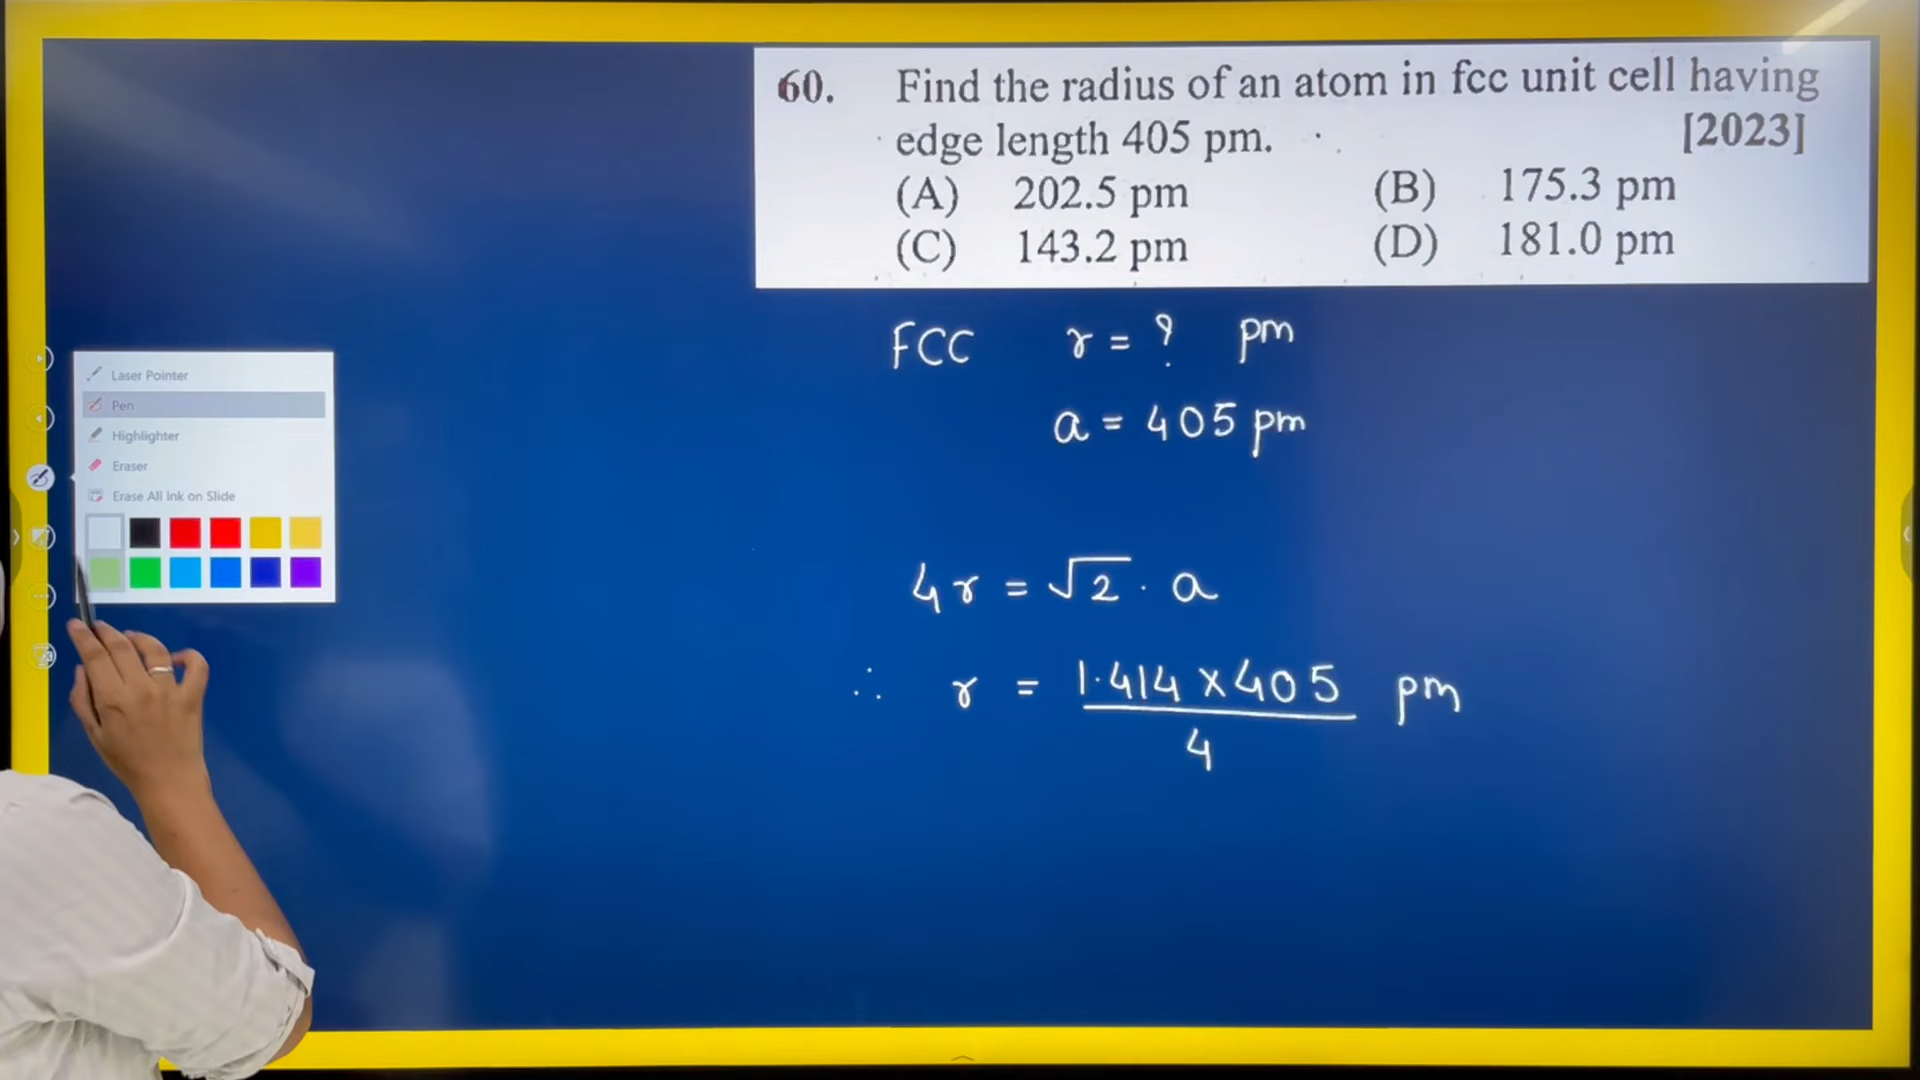 60. Find the radius of an atom in fcc unit cell having
edge length 405 pm. [2023]
(A) 202.5 pm (B) 175.3 pm
(C) 143.2 pm (D) 181.0 pm
FCC r = ? pm
a = 405 pm
Laser Pointer
Pen
Highlighter
Eraser
Erase All Ink on Slide
4r = √2 · a
∴ r = 1.414 × 405 pm
4